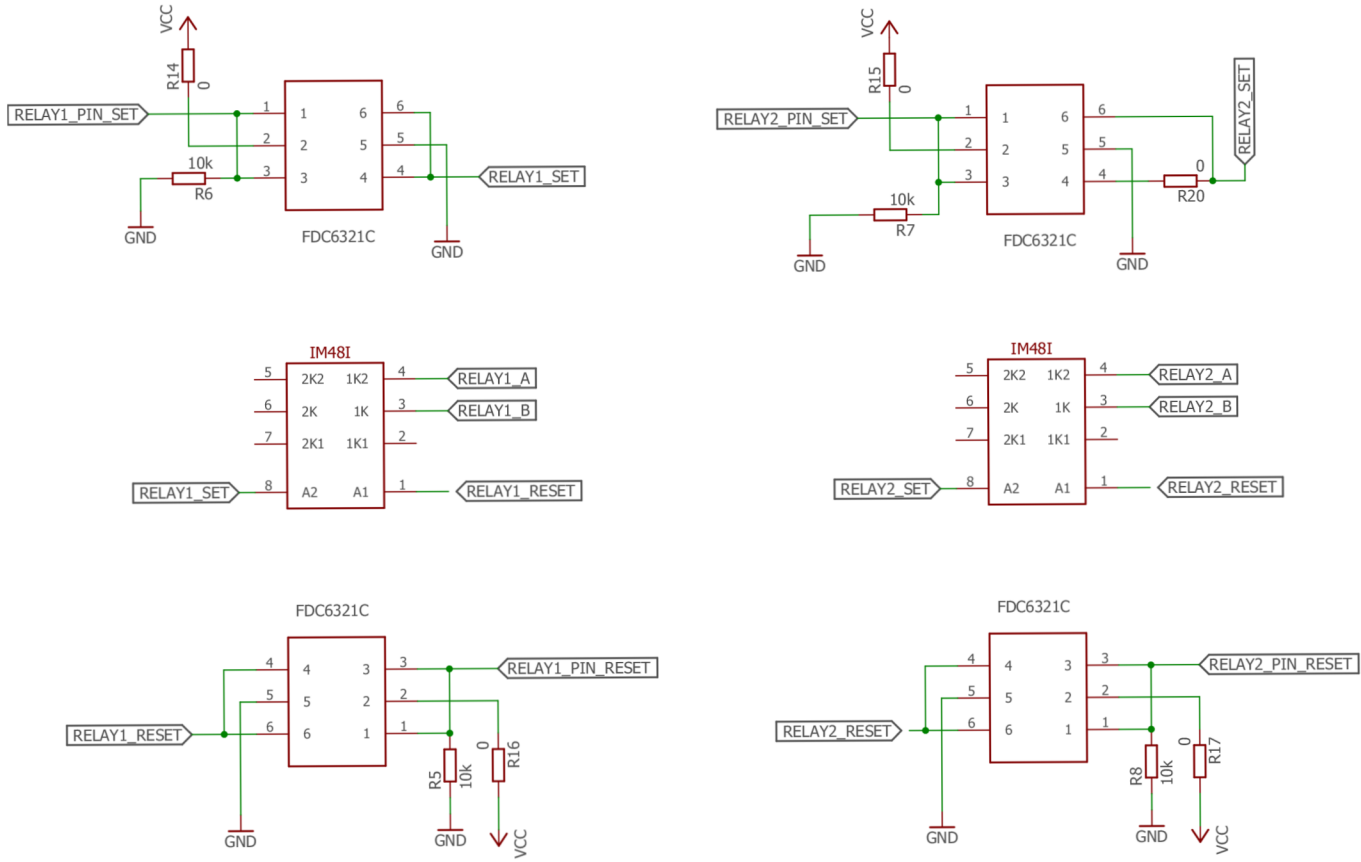 VCC
R14
0
RELAY1_PIN_SET
1 1 6 6
2 2 5 5
3 3 4 4
RELAY1_SET
10k
R6
GND
FDC6321C
GND
VCC
R15
0
RELAY2_PIN_SET
1 1 6 6
2 2 5 5
3 3 4 4
0
R20
RELAY2_SET
10k
R7
GND
FDC6321C
GND
IM48I
5 2K2 1K2 4 RELAY1_A
6 2K 1K 3 RELAY1_B
7 2K1 1K1 2
RELAY1_SET 8 A2 A1 1 RELAY1_RESET
IM48I
5 2K2 1K2 4 RELAY2_A
6 2K 1K 3 RELAY2_B
7 2K1 1K1 2
RELAY2_SET 8 A2 A1 1 RELAY2_RESET
FDC6321C
4 4 3 3 RELAY1_PIN_RESET
5 5 2 2
RELAY1_RESET 6 6 1 1
R5
10k
0
R16
GND
GND
VCC
FDC6321C
4 4 3 3 RELAY2_PIN_RESET
5 5 2 2
RELAY2_RESET 6 6 1 1
R8
10k
0
R17
GND
GND
VCC